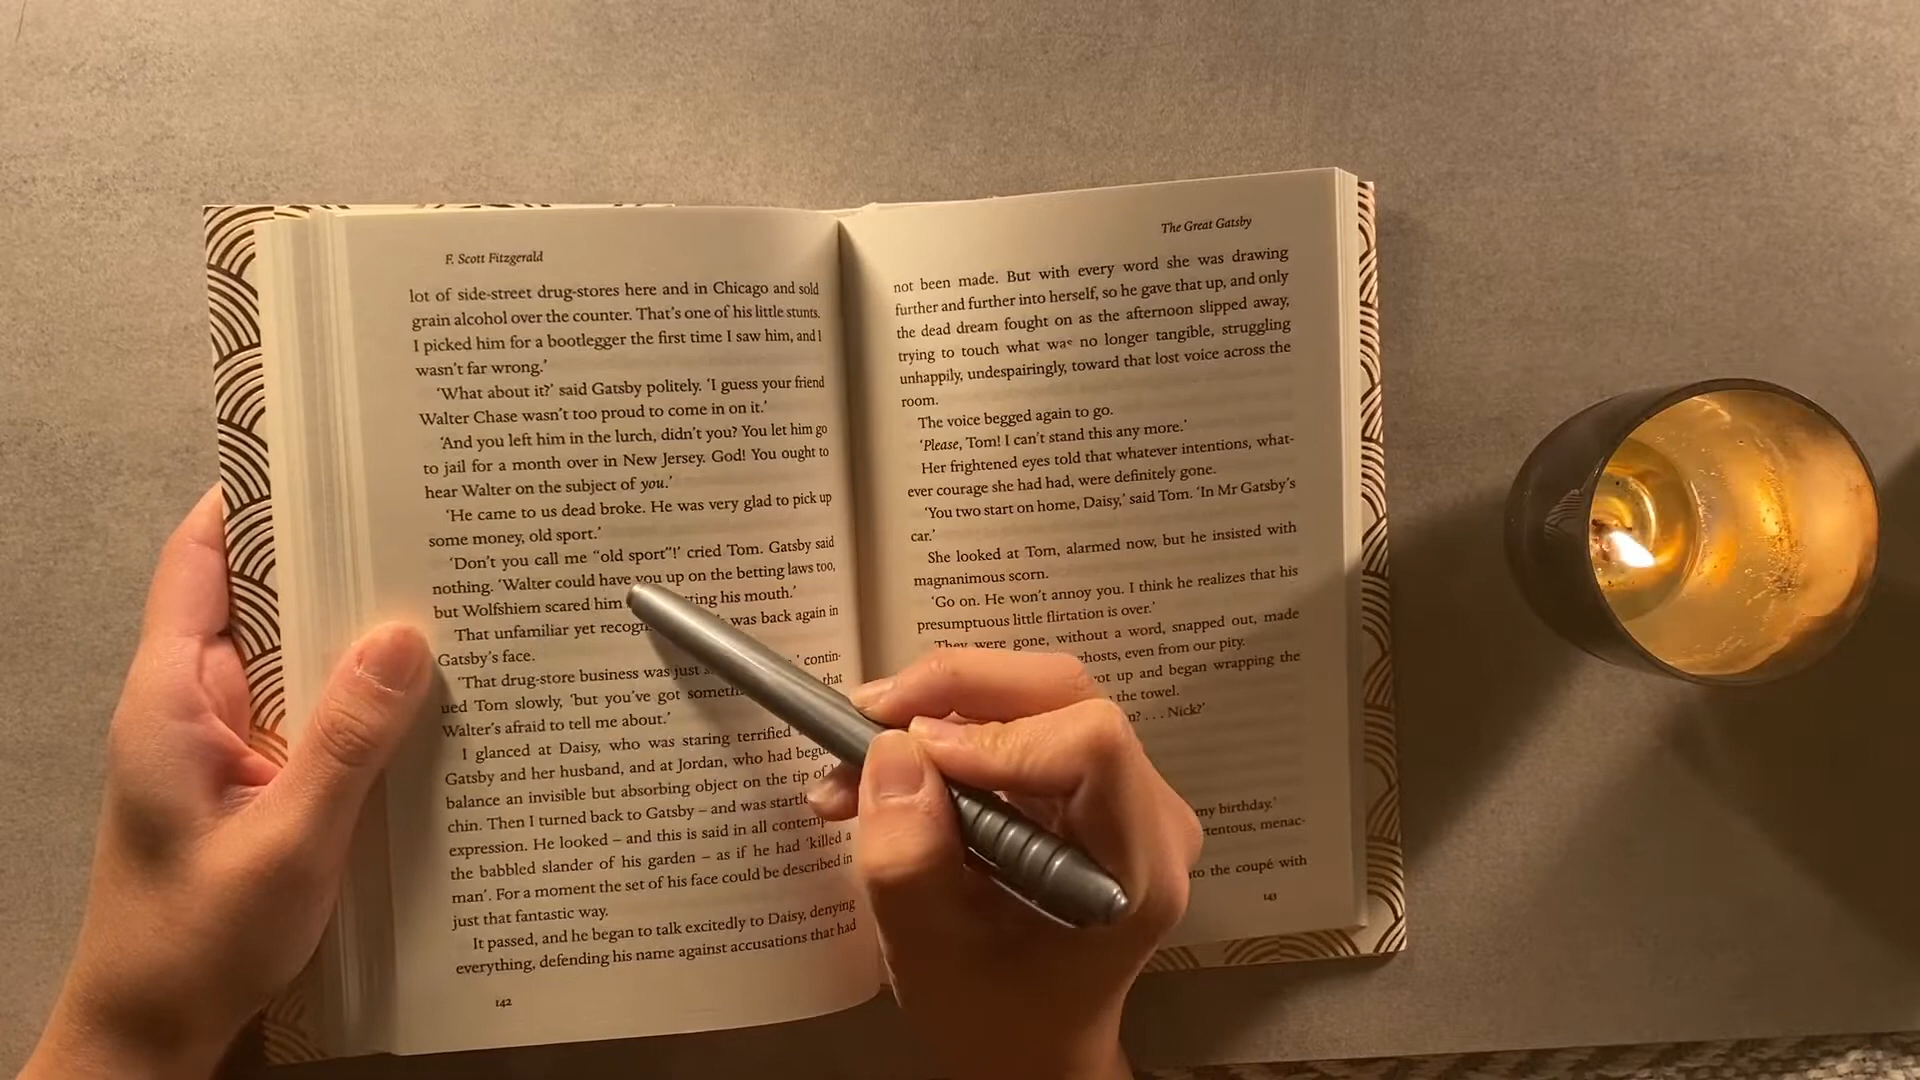 F. Scott Fitzgerald
lot of side-street drug-stores here and in Chicago and sold
grain alcohol over the counter. That's one of his little stunts.
I picked him for a bootlegger the first time I saw him, and I
wasn't far wrong.'
'What about it?' said Gatsby politely. 'I guess your friend
Walter Chase wasn't too proud to come in on it.'
'And you left him in the lurch, didn't you? You let him go
to jail for a month over in New Jersey. God! You ought to
hear Walter on the subject of you.'
'He came to us dead broke. He was very glad to pick up
some money, old sport.'
'Don't you call me “old sport”!' cried Tom. Gatsby said
nothing. 'Walter could have you up on the betting laws too,
but Wolfshiem scared him his mouth.'
That unfamiliar yet was back again in
Gatsby's face.
'That drug-store business was just contin-
ued Tom slowly, 'but you've got that
Walter's afraid to tell me about.'
I glanced at Daisy, who was staring terrified
Gatsby and her husband, and at Jordan, who had
balance an invisible but absorbing object on the tip of
chin. Then I turned back to Gatsby – and was
expression. He looked – and this is said in all
the babbled slander of his garden – as if he had 'killed a
man'. For a moment the set of his face could be described in
just that fantastic way.
It passed, and he began to talk excitedly to Daisy, denying
everything, defending his name against accusations that had
142
The Great Gatsby
not been made. But with every word she was drawing
further and further into herself, so he gave that up, and only
the dead dream fought on as the afternoon slipped away,
trying to touch what was no longer tangible, struggling
unhappily, undespairingly, toward that lost voice across the
room.
The voice begged again to go.
'Please, Tom! I can't stand this any more.'
Her frightened eyes told that whatever intentions, what-
ever courage she had had, were definitely gone.
'You two start on home, Daisy,' said Tom. 'In Mr Gatsby's
car.'
She looked at Tom, alarmed now, but he insisted with
magnanimous scorn.
'Go on. He won't annoy you. I think he realizes that his
presumptuous little flirtation is over.'
They were gone, without a word, snapped out, made
ghosts, even from our pity.
up and began wrapping the
the towel.
. . . Nick?'
my birthday.'
menac-
the coupé with
143